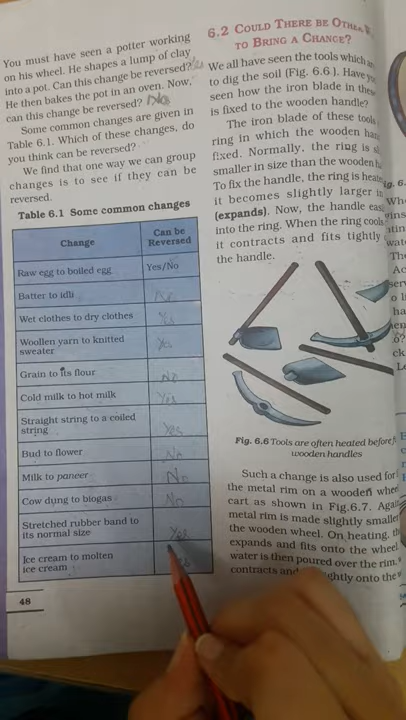 You must have seen a potter working
on his wheel. He shapes a lump of clay
into a pot. Can this change be reversed? Yes
He then bakes the pot in an oven. Now,
can this change be reversed? No
Some common changes are given in
Table 6.1. Which of these changes, do
you think can be reversed?
We find that one way we can group
changes is to see if they can be
reversed.
Table 6.1 Some common changes
Change Can be Reversed
Raw egg to boiled egg Yes/No
Batter to idli No
Wet clothes to dry clothes Yes
Woollen yarn to knitted sweater Yes
Grain to its flour No
Cold milk to hot milk Yes
Straight string to a coiled string Yes
Bud to flower No
Milk to paneer No
Cow dung to biogas No
Stretched rubber band to its normal size Yes
Ice cream to molten ice cream
48
6.2 COULD THERE BE
TO BRING A CHANGE?
We all have seen the tools which
to dig the soil (Fig. 6.6). Have
seen how the iron blade in these
is fixed to the wooden handle?
The iron blade of these tools
ring in which the wooden
fixed. Normally, the ring is
smaller in size than the wooden
To fix the handle, the ring is
it becomes slightly larger in
(expands). Now, the handle
into the ring. When the ring cools
it contracts and fits tightly
the handle.
Fig. 6.6 Tools are often heated before
wooden handles
Such a change is also used for
the metal rim on a wooden
cart as shown in Fig.6.7.
metal rim is made slightly
the wooden wheel. On heating,
expands and fits onto the wheel
water is then poured over the rim,
contracts and onto the